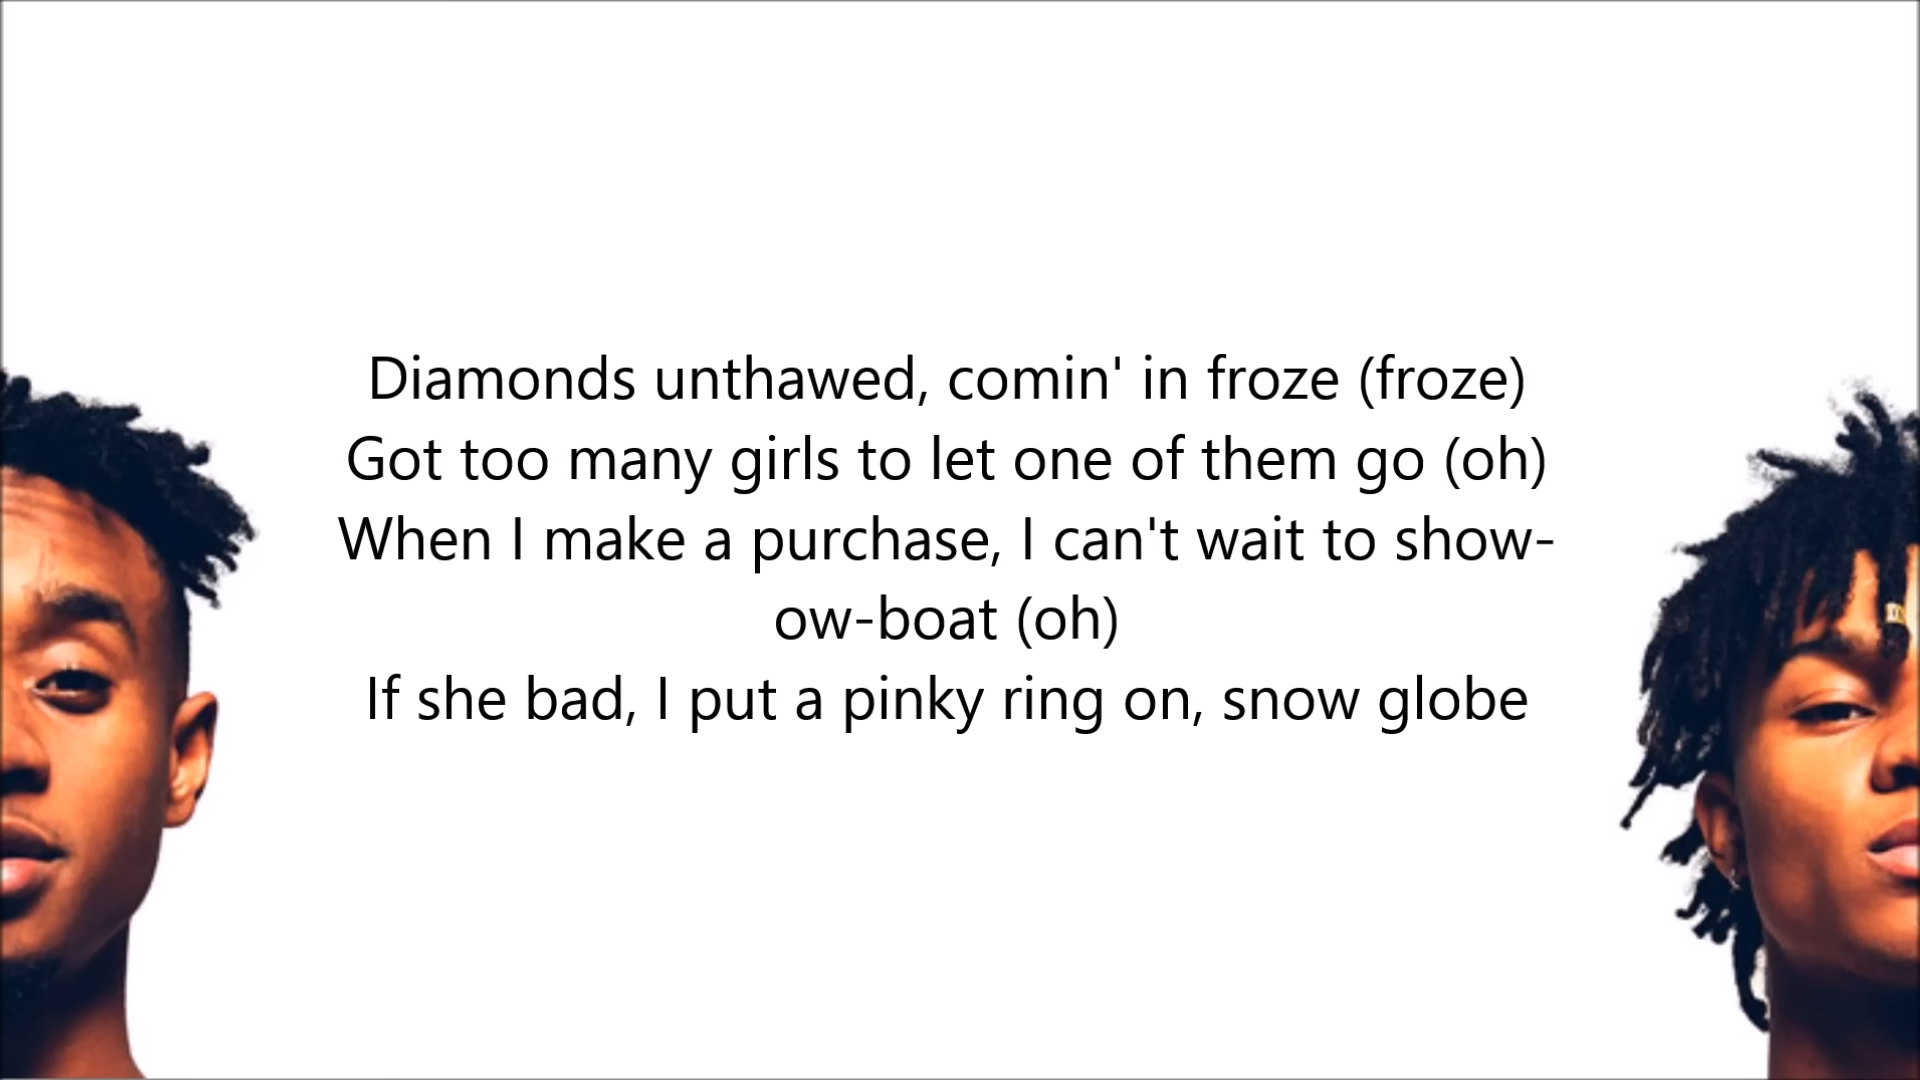 Diamonds unthawed, comin' in froze (froze)
Got too many girls to let one of them go (oh)
When I make a purchase, I can't wait to show-
ow-boat (oh)
If she bad, I put a pinky ring on, snow globe